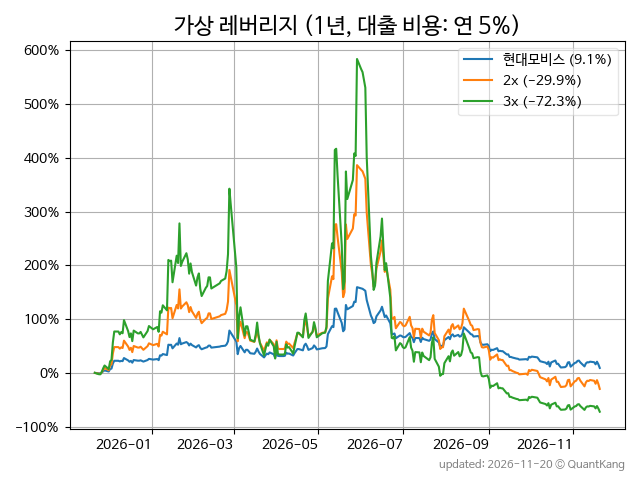 가상 레버리지 (1년, 대출 비용: 연 5%)
현대모비스 (9.1%)
2x (-29.9%)
3x (-72.3%)
600%
500%
400%
300%
200%
100%
0%
-100%
2026-01
2026-03
2026-05
2026-07
2026-09
2026-11
updated: 2026-11-20 © QuantKang